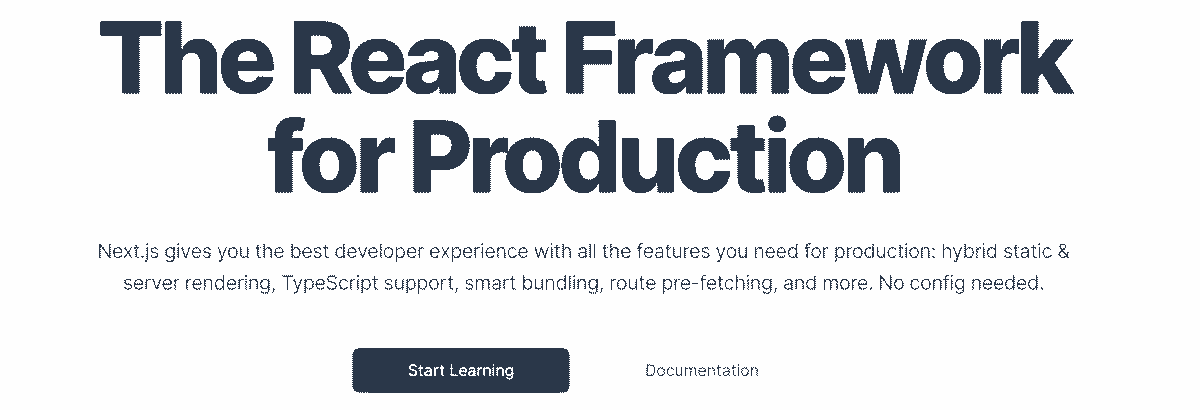 The React Framework
for Production
Next.js gives you the best developer experience with all the features you need for production: hybrid static &
server rendering, TypeScript support, smart bundling, route pre-fetching, and more. No config needed.
Start Learning Documentation